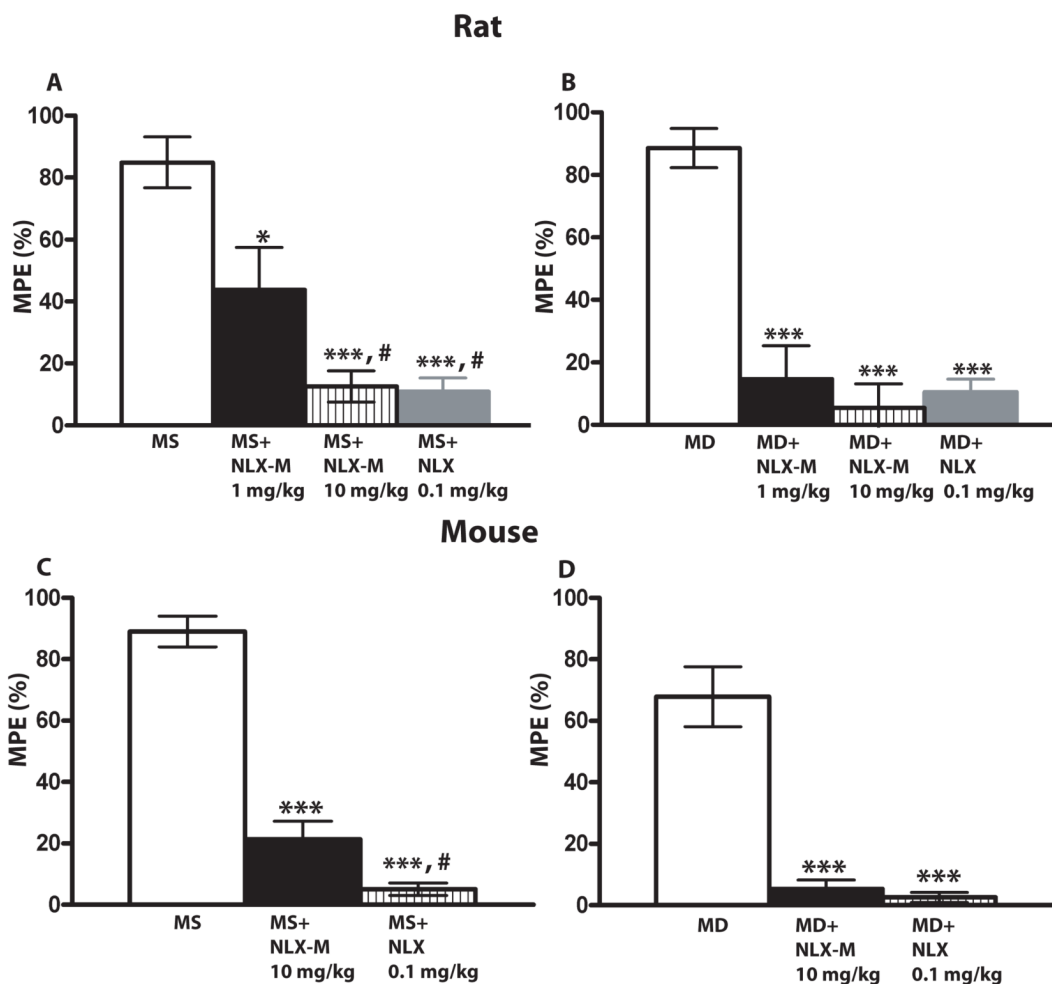 Rat
A
100
80
60
40
20
0
MPE (%)
*
***, #
***, #
MS
MS+
NLX-M
1 mg/kg
MS+
NLX-M
10 mg/kg
MS+
NLX
0.1 mg/kg
B
100
80
60
40
20
0
MPE (%)
***
***
***
MD
MD+
NLX-M
1 mg/kg
MD+
NLX-M
10 mg/kg
MD+
NLX
0.1 mg/kg
Mouse
C
100
80
60
40
20
0
MPE (%)
***
***, #
MS
MS+
NLX-M
10 mg/kg
MS+
NLX
0.1 mg/kg
D
100
80
60
40
20
0
MPE (%)
***
***
MD
MD+
NLX-M
10 mg/kg
MD+
NLX
0.1 mg/kg